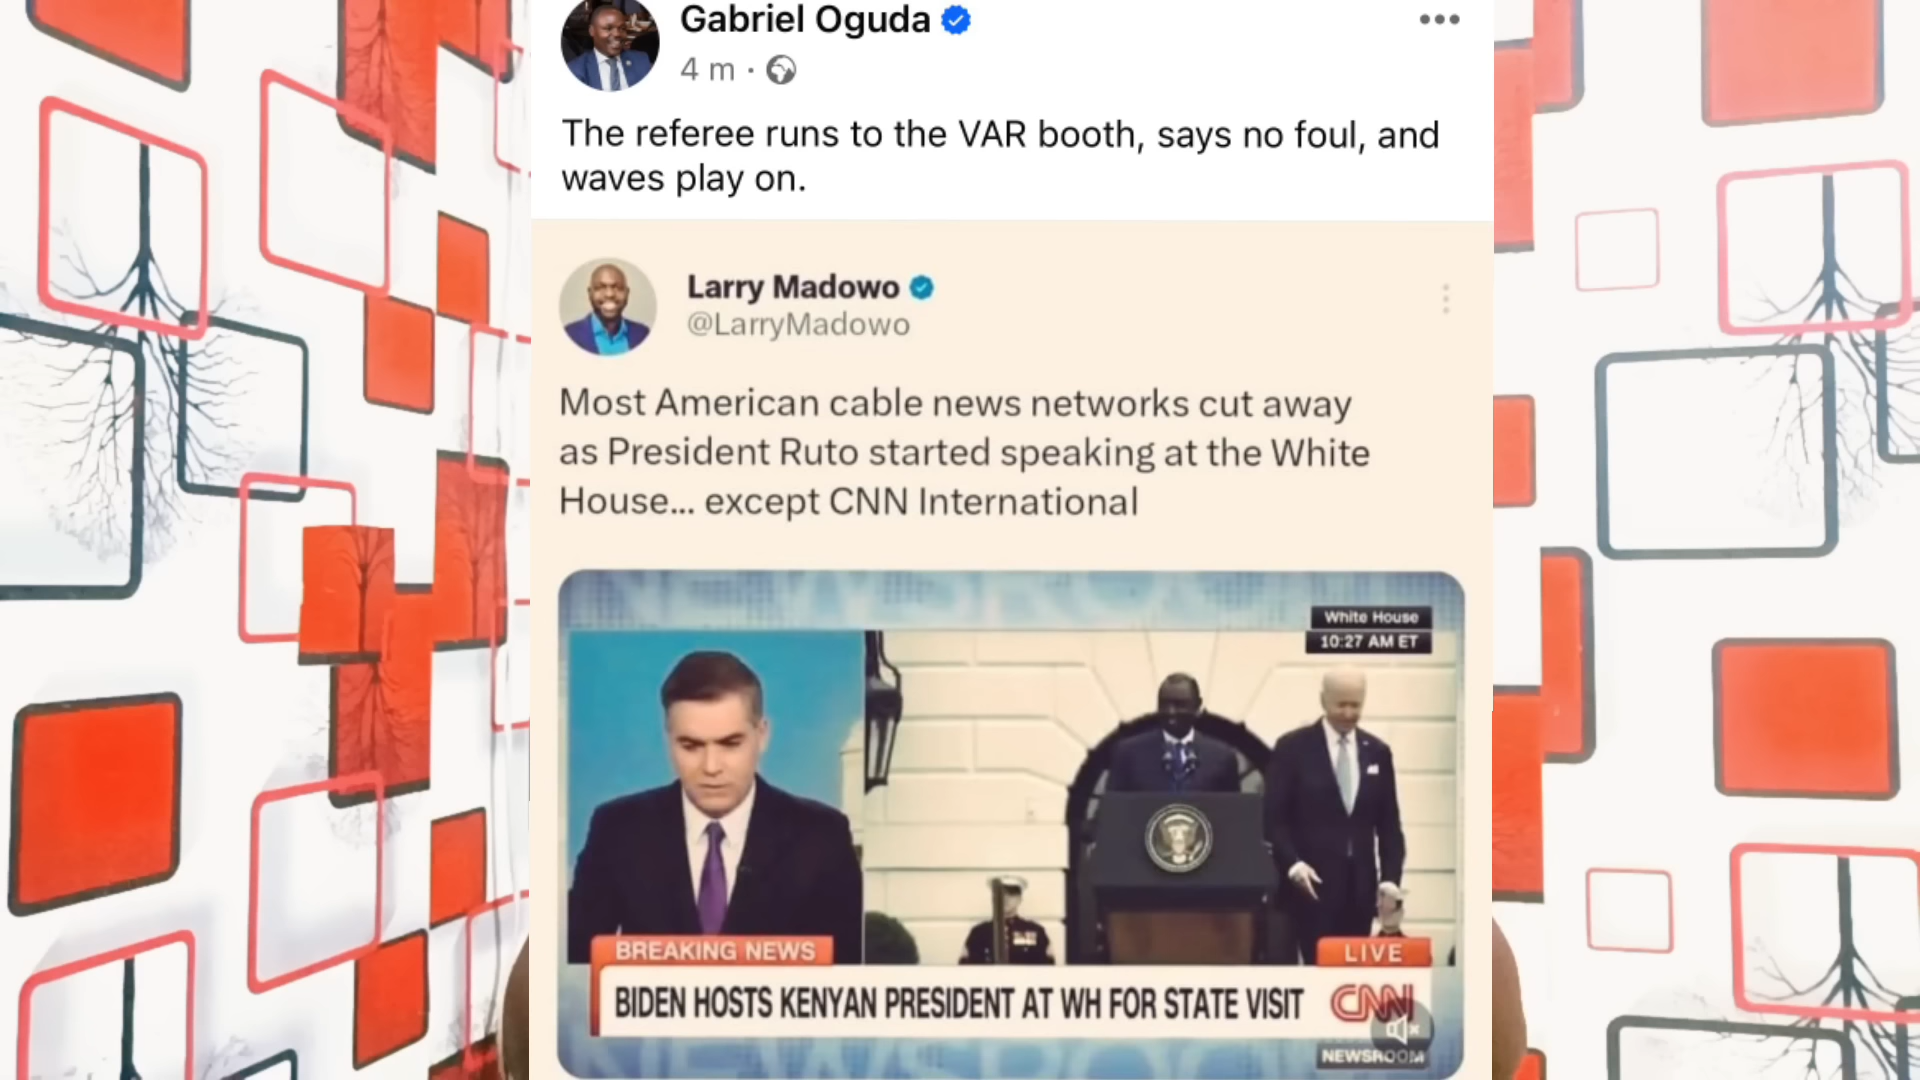 Gabriel Oguda
4 m ·
The referee runs to the VAR booth, says no foul, and
waves play on.
Larry Madowo
@LarryMadowo
Most American cable news networks cut away
as President Ruto started speaking at the White
House... except CNN International
NEWSROO
White House
10:27 AM ET
BREAKING NEWS
LIVE
BIDEN HOSTS KENYAN PRESIDENT AT WH FOR STATE VISIT
CNN
NEWSROOM